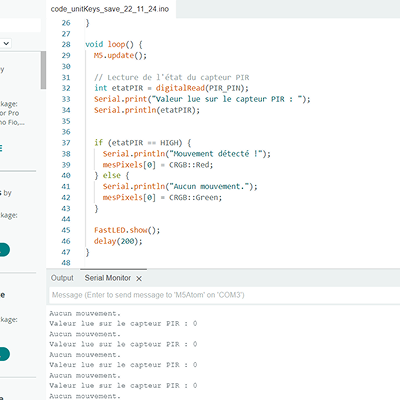 code_unitKeys_save_22_11_24.ino
26 }
27
28 void loop() {
29 M5.update();
30
31 // Lecture de l'état du capteur PIR
32 int etatPIR = digitalRead(PIR_PIN);
33 Serial.print("Valeur lue sur le capteur PIR : ");
34 Serial.println(etatPIR);
35
36
37 if (etatPIR == HIGH) {
38 Serial.println("Mouvement détecté !");
39 mesPixels[0] = CRGB::Red;
40 } else {
41 Serial.println("Aucun mouvement.");
42 mesPixels[0] = CRGB::Green;
43 }
44
45 FastLED.show();
46 delay(200);
47 }
48
y
kage:
or Pro
no Fio,...
s by
ckage:
e
ckage:
Output Serial Monitor ×
Message (Enter to send message to 'M5Atom' on 'COM3')
Aucun mouvement.
Valeur lue sur le capteur PIR : 0
Aucun mouvement.
Valeur lue sur le capteur PIR : 0
Aucun mouvement.
Valeur lue sur le capteur PIR : 0
Aucun mouvement.
Valeur lue sur le capteur PIR : 0
Aucun mouvement.